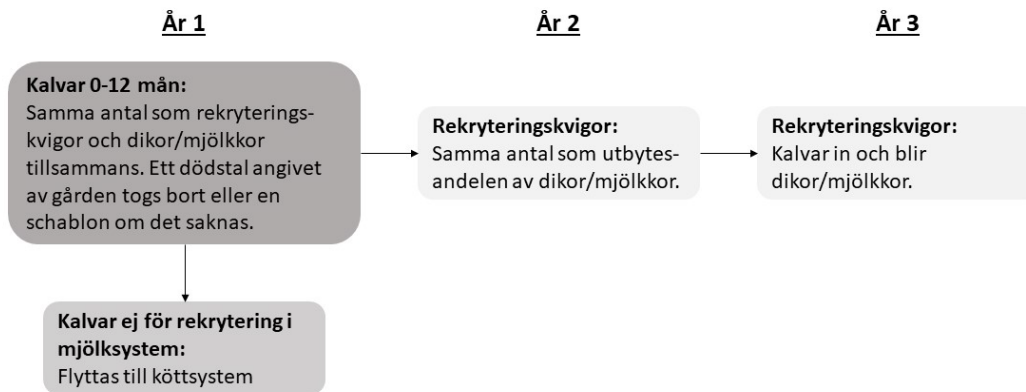 År 1
År 2
År 3
Kalvar 0-12 mån:
Samma antal som rekryterings-
kvigor och dikor/mjölkkor
tillsammans. Ett dödstal angivet
av gården togs bort eller en
schablon om det saknas.
Rekryteringskvigor:
Samma antal som utbytes-
andelen av dikor/mjölkkor.
Rekryteringskvigor:
Kalvar in och blir
dikor/mjölkkor.
Kalvar ej för rekrytering i
mjölksystem:
Flyttas till köttsystem